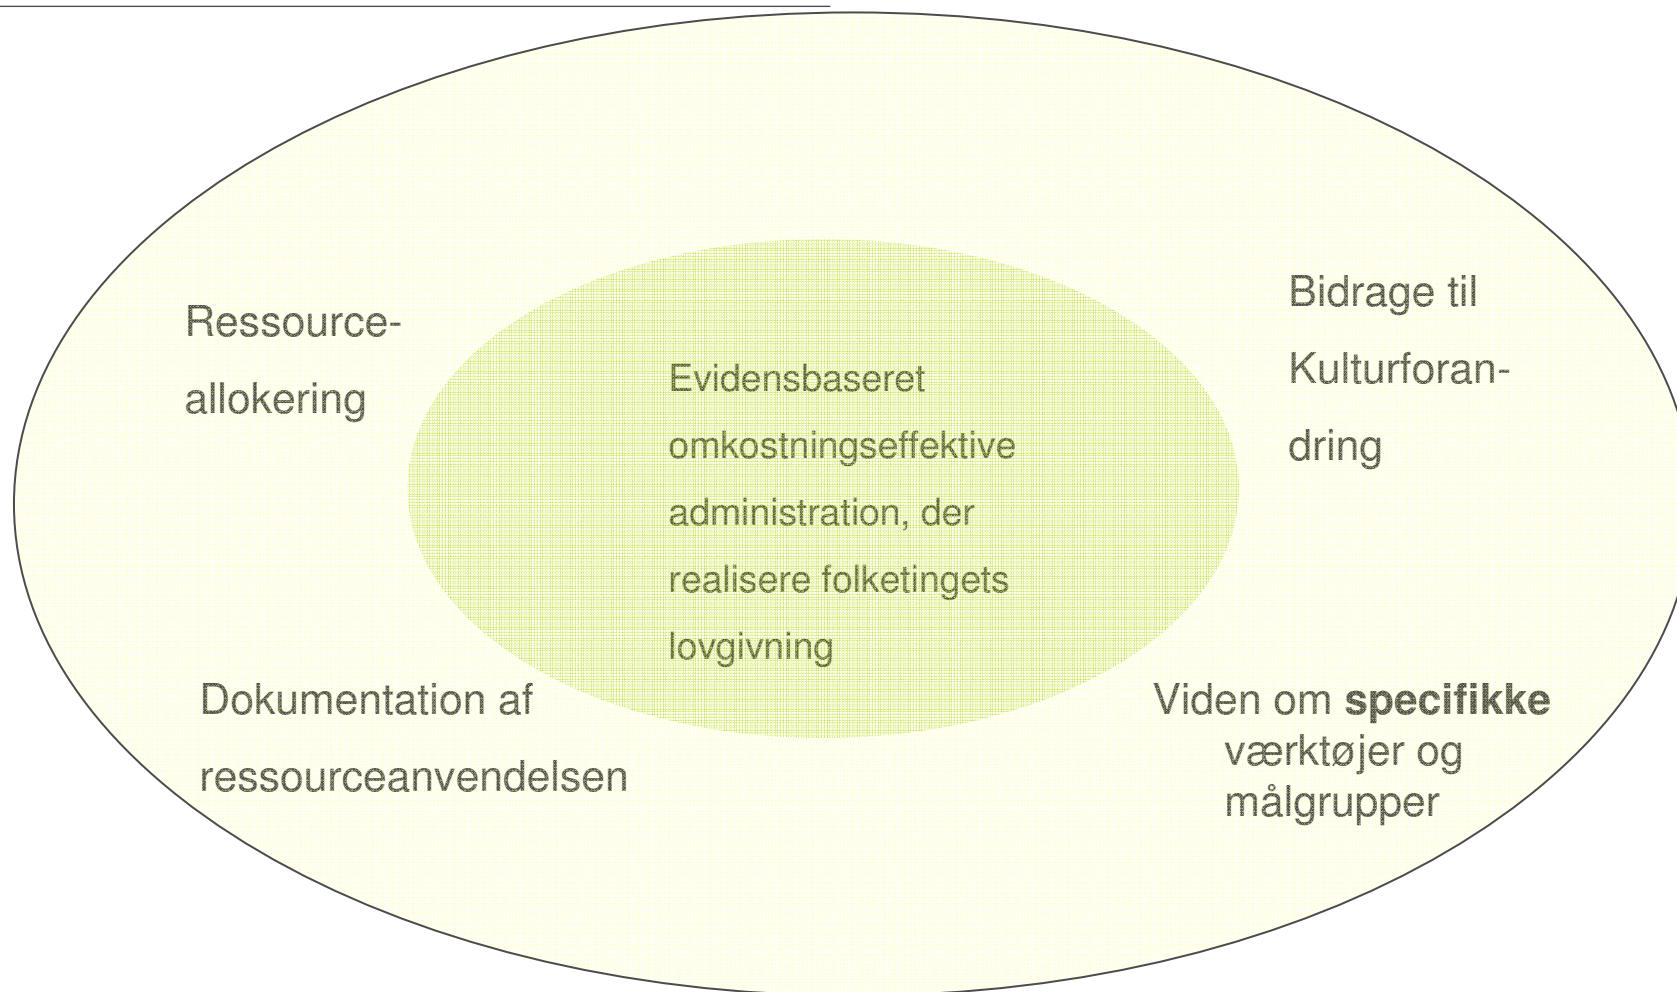 Ressource-
allokering
Evidensbaseret
omkostningseffektive
administration, der
realisere folketingets
lovgivning
Bidrage til
Kulturforan-
dring
Dokumentation af
ressourceanvendelsen
Viden om specifikke
værktøjer og
målgrupper